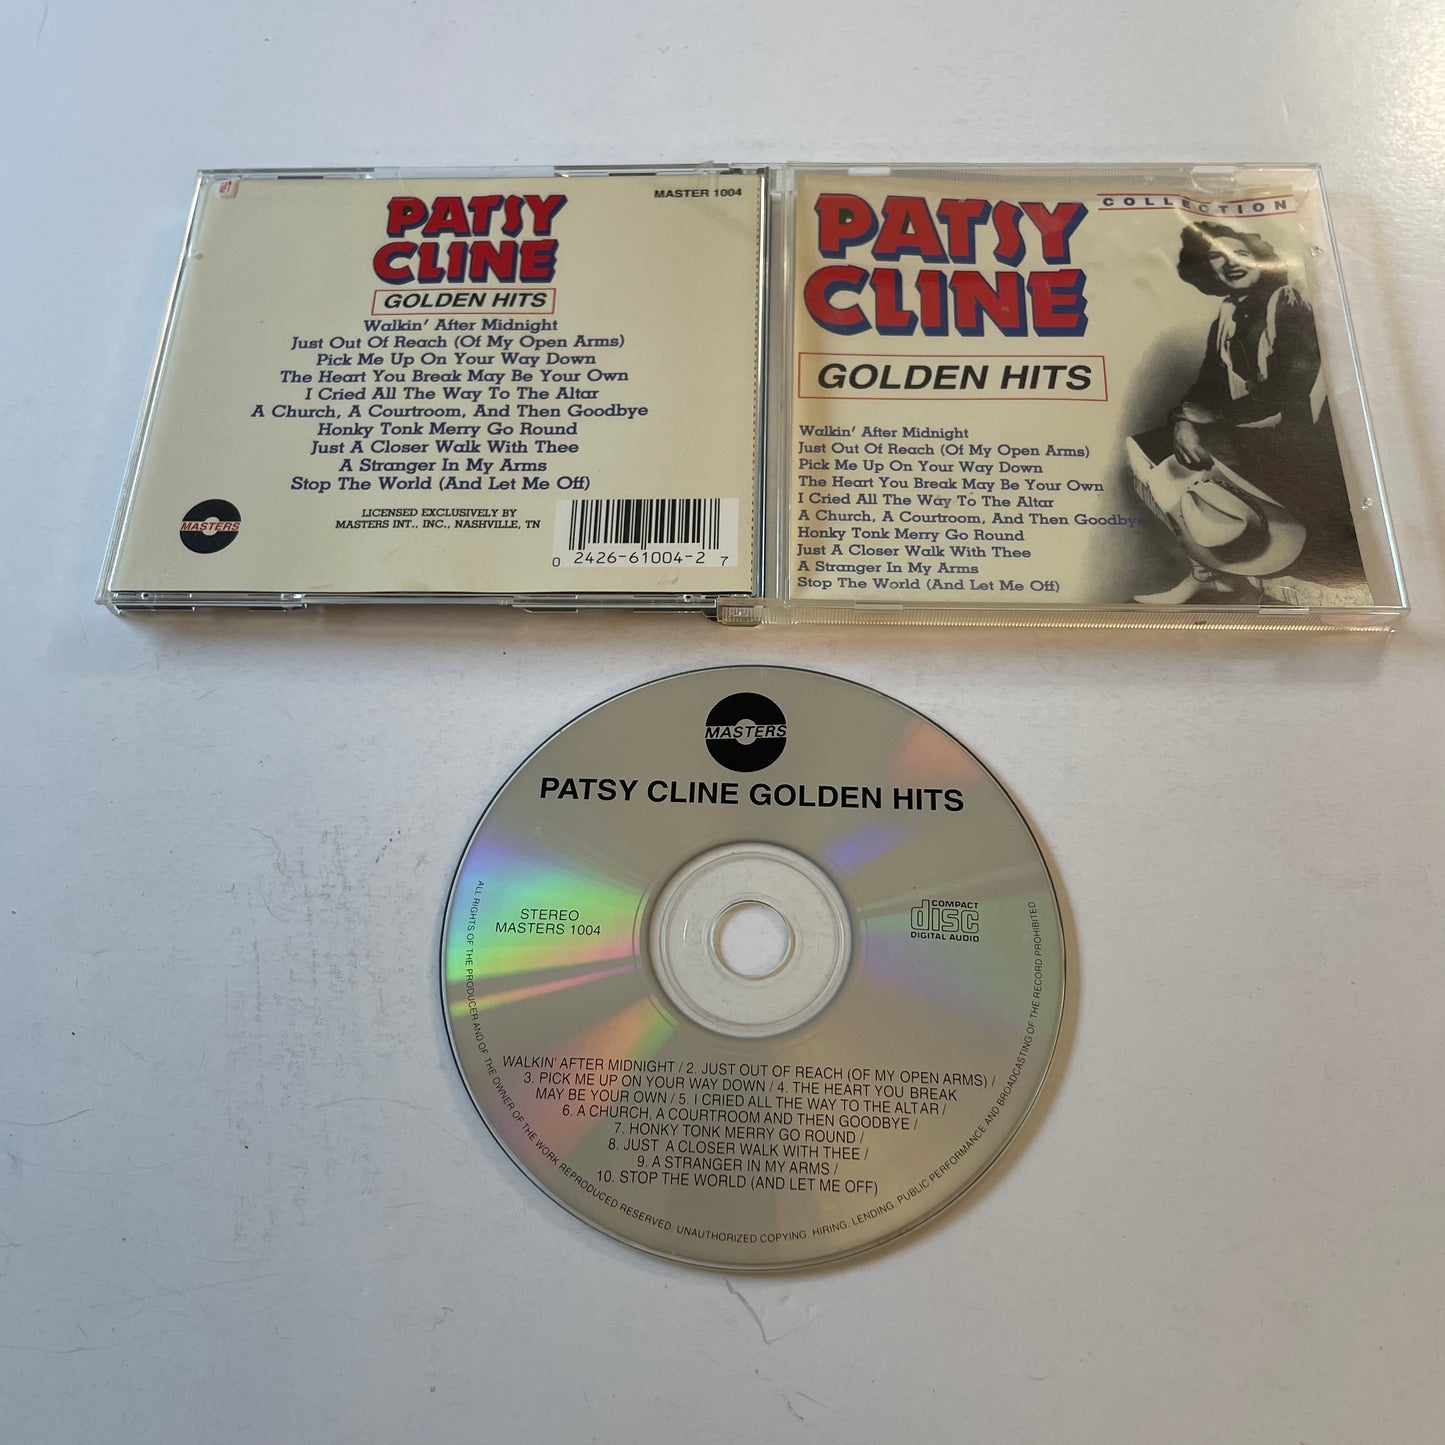 PATSY
CLINE
MASTER 1004
GOLDEN HITS
Walkin' After Midnight
Just Out Of Reach (Of My Open Arms)
Pick Me Up On Your Way Down
The Heart You Break May Be Your Own
I Cried All The Way To The Altar
A Church, A Courtroom, And Then Goodbye
Honky Tonk Merry Go Round
Just A Closer Walk With Thee
A Stranger In My Arms
Stop The World (And Let Me Off)
MASTERS
LICENSED EXCLUSIVELY BY
MASTERS INT., INC., NASHVILLE, TN
0 2426-61004-2 7
COLLECTION
PATSY
CLINE
GOLDEN HITS
Walkin' After Midnight
Just Out Of Reach (Of My Open Arms)
Pick Me Up On Your Way Down
The Heart You Break May Be Your Own
I Cried All The Way To The Altar
A Church, A Courtroom, And Then Goodbye
Honky Tonk Merry Go Round
Just A Closer Walk With Thee
A Stranger In My Arms
Stop The World (And Let Me Off)
MASTERS
PATSY CLINE GOLDEN HITS
STEREO
MASTERS 1004
COMPACT
disc
DIGITAL AUDIO
WALKIN' AFTER MIDNIGHT / 2. JUST OUT OF REACH (OF MY OPEN ARMS) /
3. PICK ME UP ON YOUR WAY DOWN / 4. THE HEART YOU BREAK
MAY BE YOUR OWN / 5. I CRIED ALL THE WAY TO THE ALTAR /
6. A CHURCH, A COURTROOM AND THEN GOODBYE /
7. HONKY TONK MERRY GO ROUND /
8. JUST A CLOSER WALK WITH THEE /
9. A STRANGER IN MY ARMS /
10. STOP THE WORLD (AND LET ME OFF)
ALL RIGHTS OF THE PRODUCER AND OF THE OWNER OF THE WORK REPRODUCED RESERVED. UNAUTHORIZED COPYING. HIRING. LENDING. PUBLIC PERFORMANCE AND BROADCASTING OF THE RECORD PROHIBITED